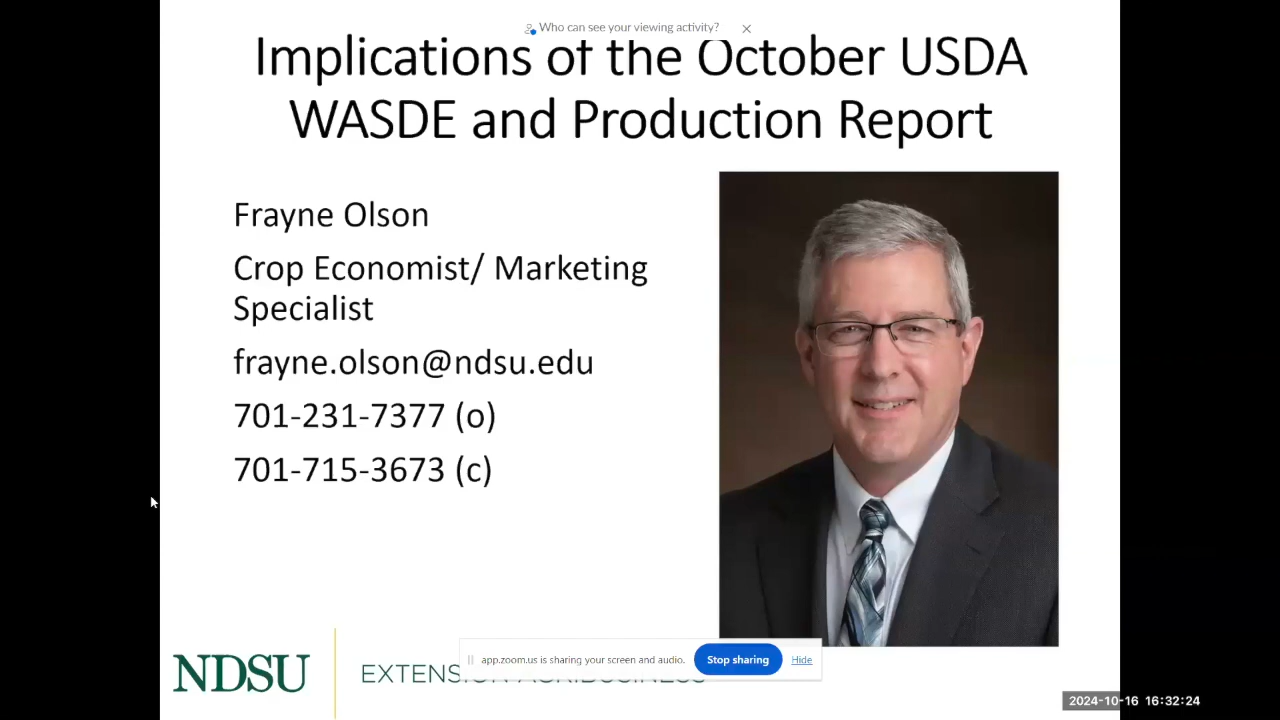 Who can see your viewing activity?
Implications of the October USDA
WASDE and Production Report
Frayne Olson
Crop Economist/ Marketing
Specialist
frayne.olson@ndsu.edu
701-231-7377 (o)
701-715-3673 (c)
NDSU
EXTENSION AGRIBUSINESS
app.zoom.us is sharing your screen and audio.
Stop sharing
Hide
2024-10-16 16:32:24